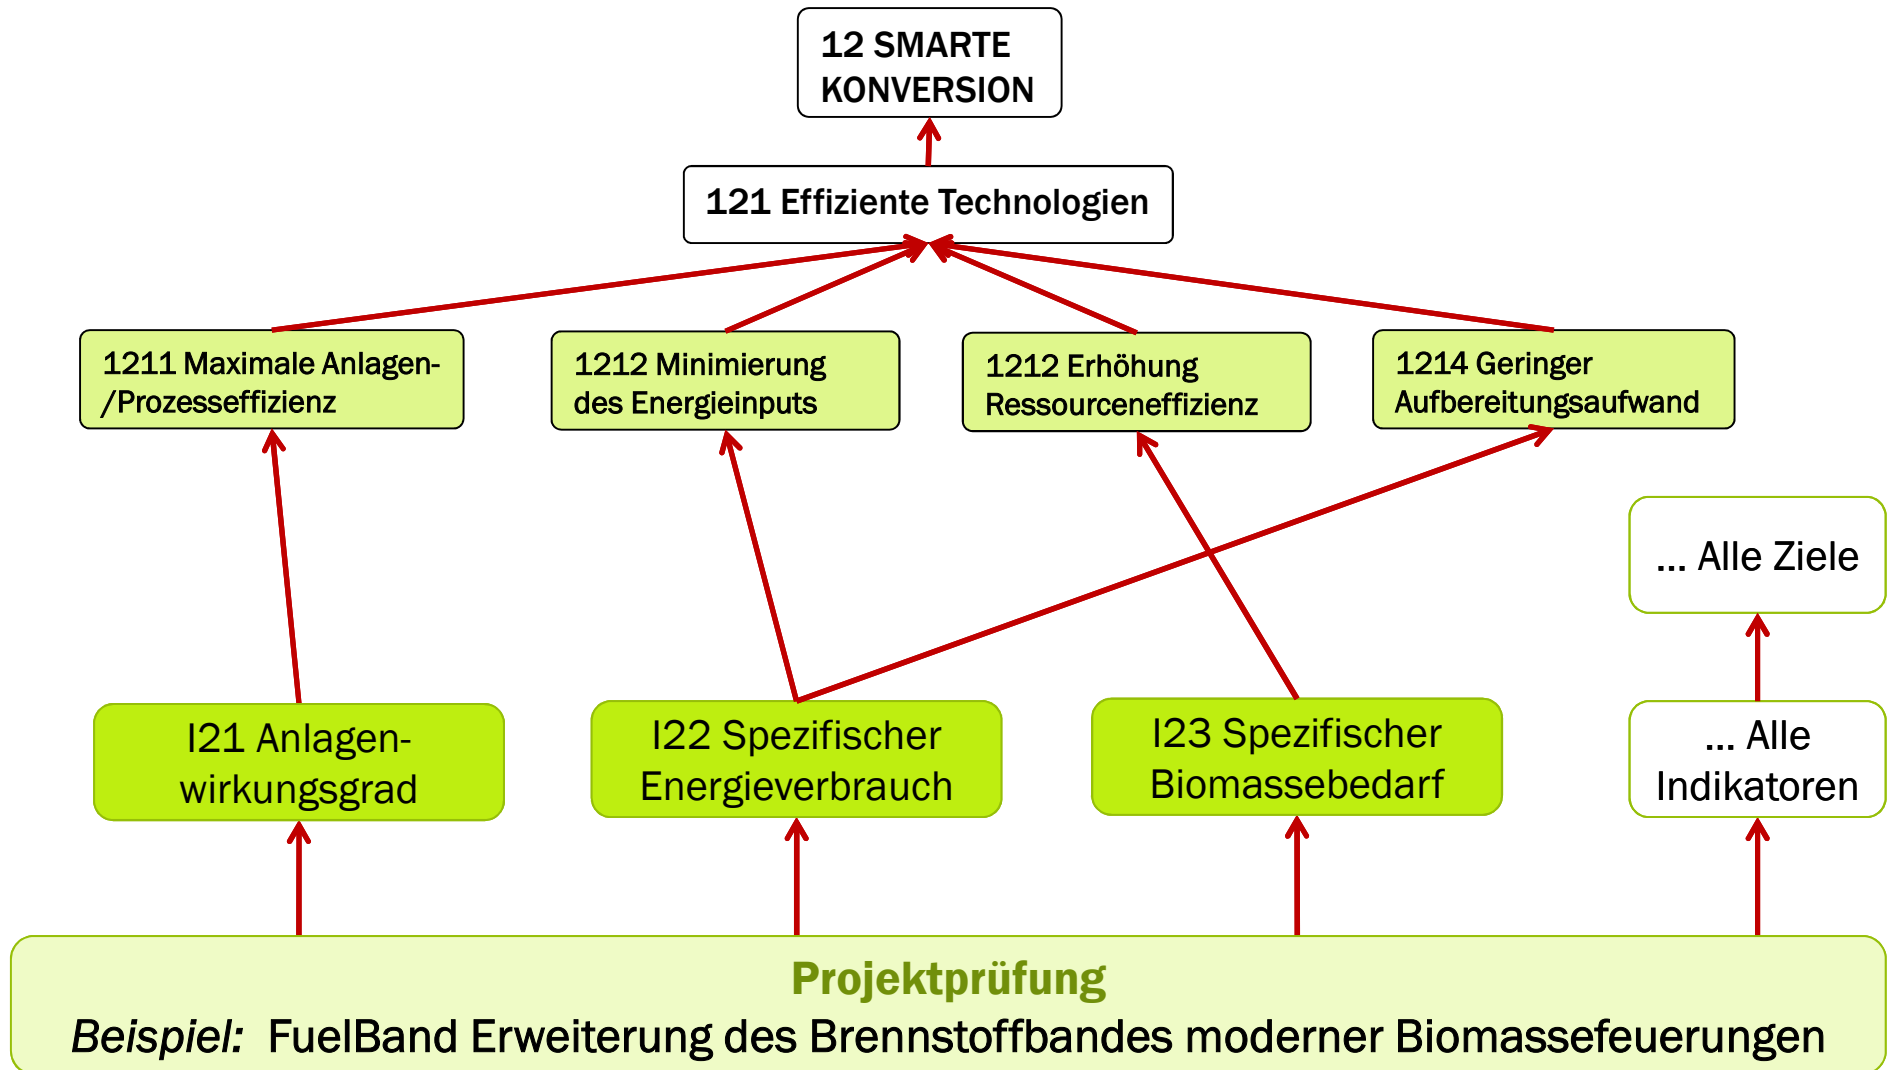 12 SMARTE
KONVERSION
121 Effiziente Technologien
1211 Maximale Anlagen-
/Prozesseffizienz
1212 Minimierung
des Energieinputs
1212 Erhöhung
Ressourceneffizienz
1214 Geringer
Aufbereitungsaufwand
... Alle Ziele
I21 Anlagen-
wirkungsgrad
I22 Spezifischer
Energieverbrauch
I23 Spezifischer
Biomassebedarf
... Alle
Indikatoren
Projektprüfung
Beispiel: FuelBand Erweiterung des Brennstoffbandes moderner Biomassefeuerungen